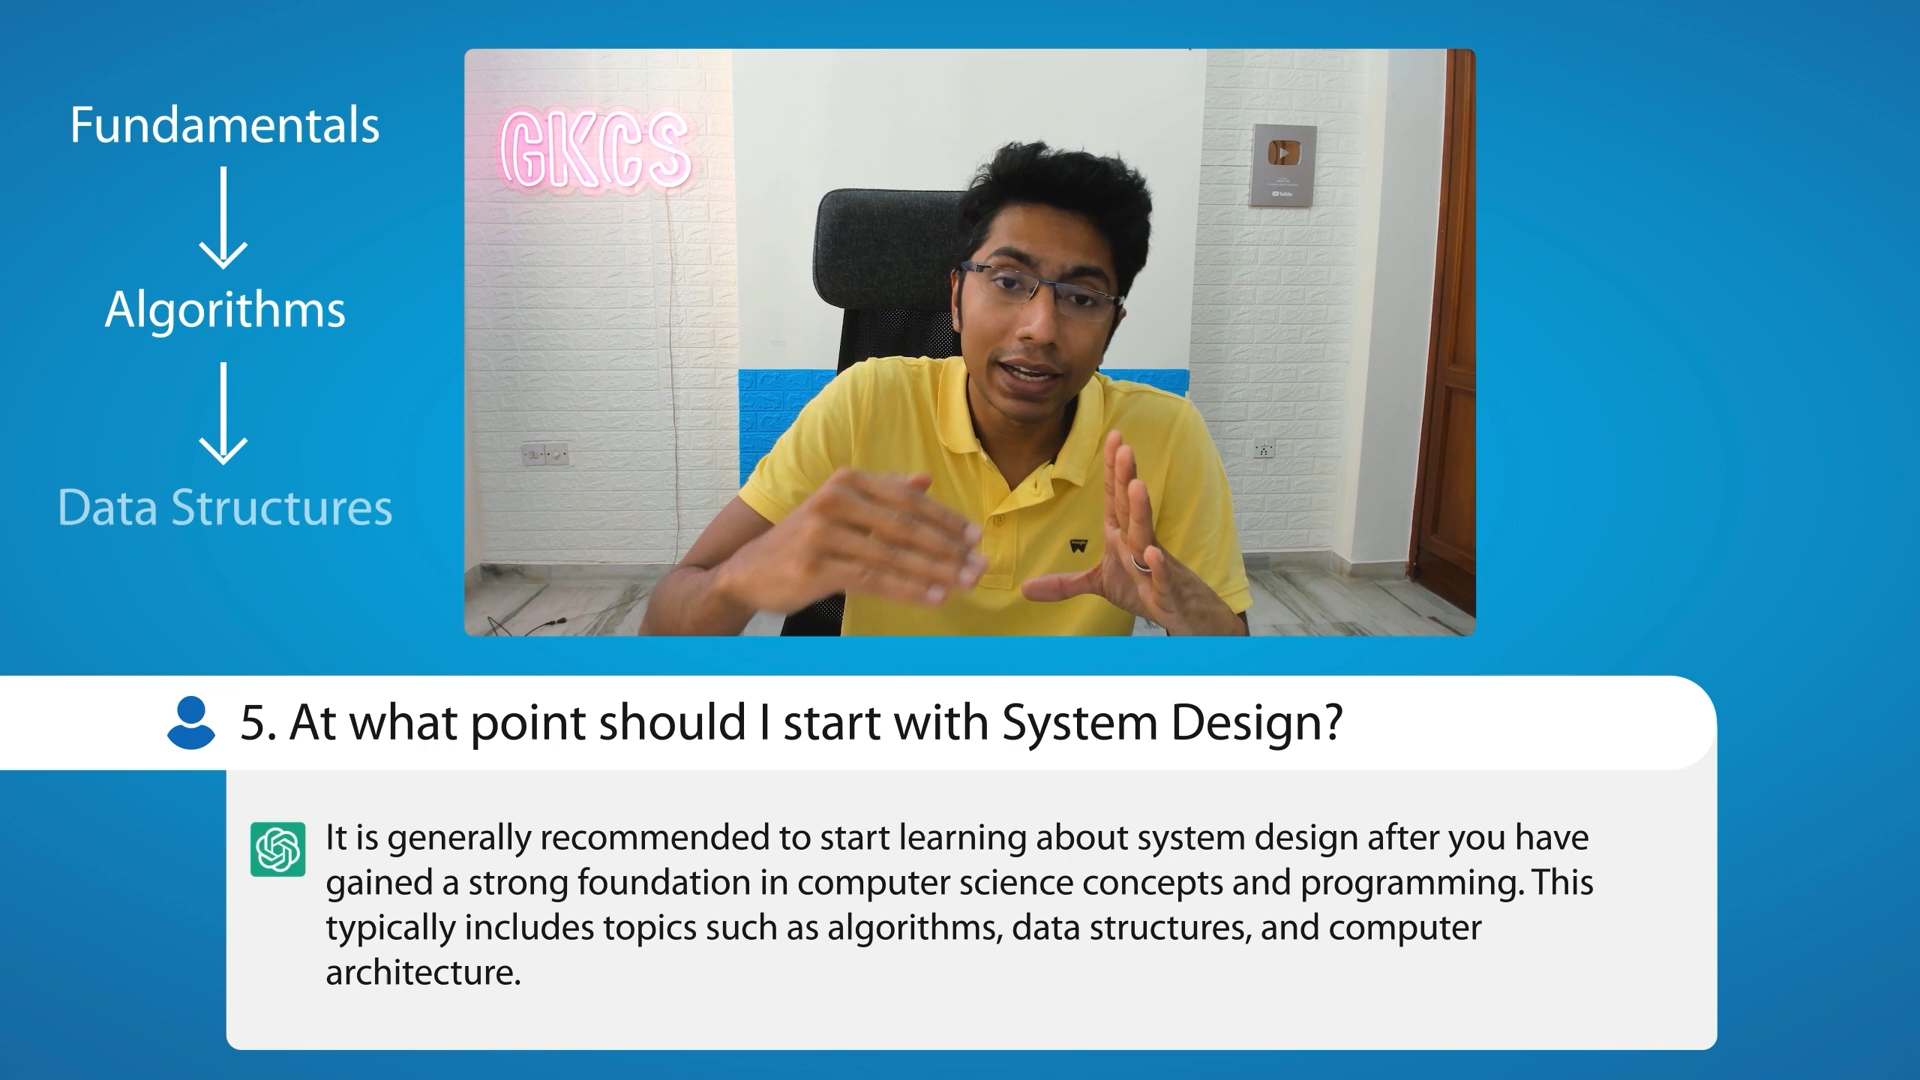 Fundamentals
Algorithms
Data Structures
GKCS
5. At what point should I start with System Design?
It is generally recommended to start learning about system design after you have
gained a strong foundation in computer science concepts and programming. This
typically includes topics such as algorithms, data structures, and computer
architecture.